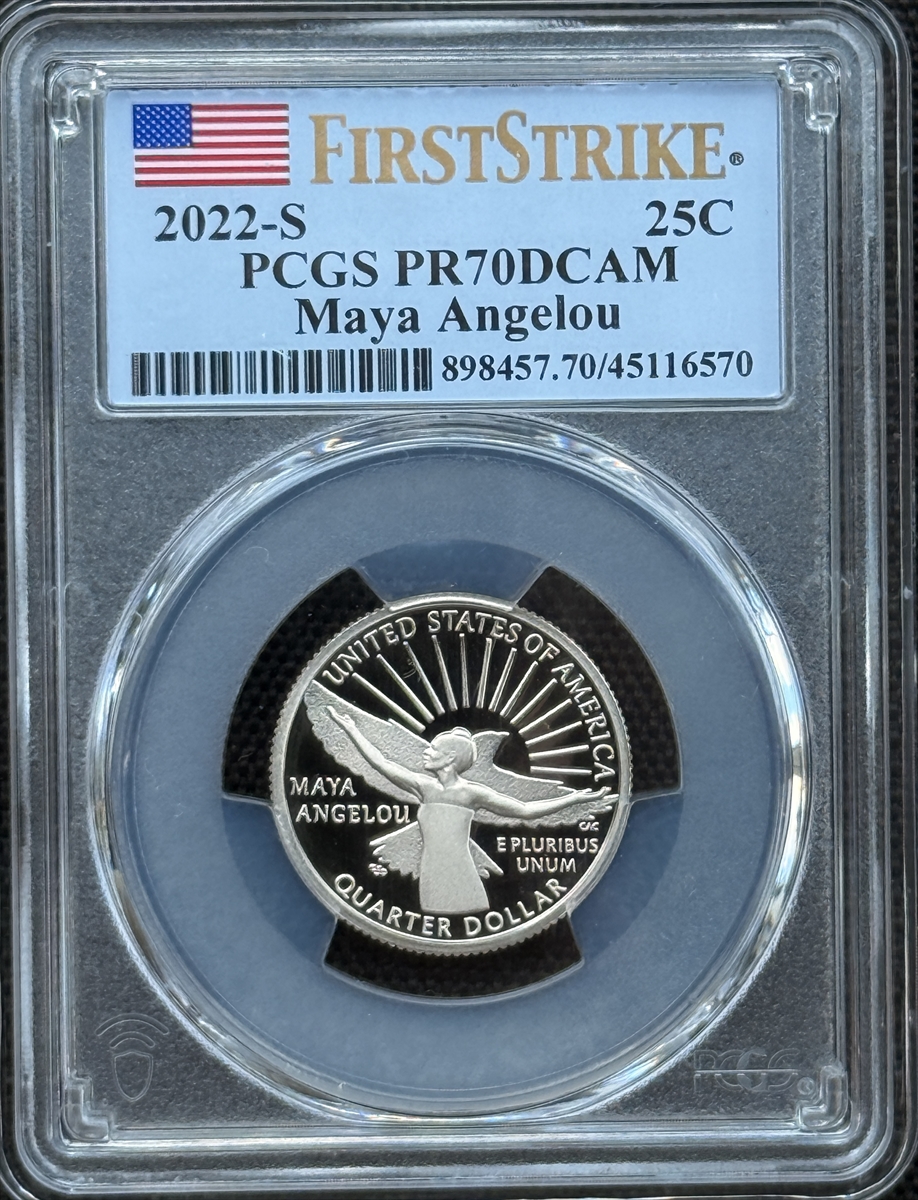 FIRSTSTRIKE®
2022-S 25C
PCGS PR70DCAM
Maya Angelou
898457.70/45116570
UNITED STATES OF AMERICA
MAYA
ANGELOU
E PLURIBUS
UNUM
QUARTER DOLLAR
PCGS